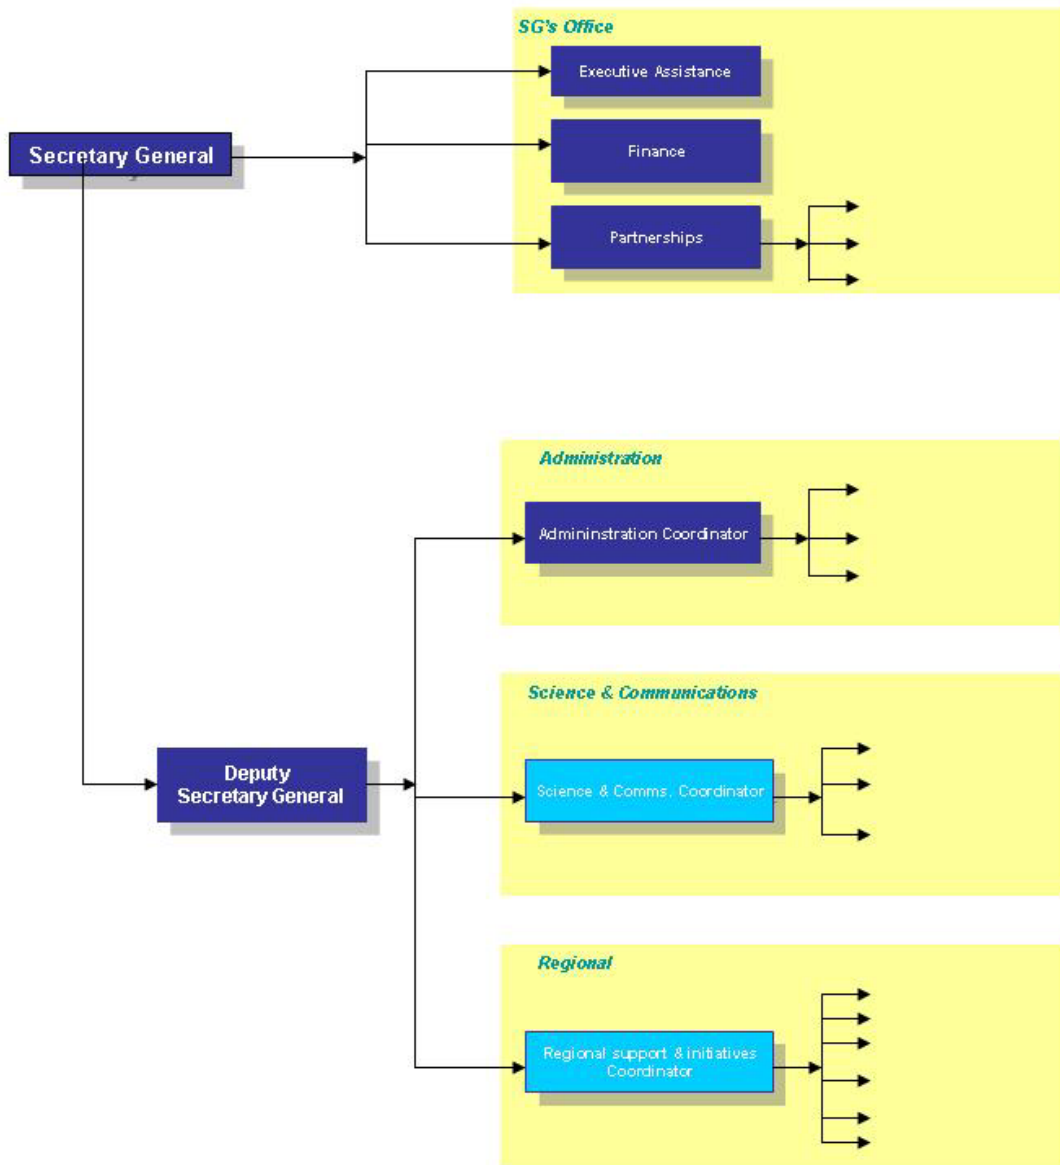 SG's Office
Executive Assistance
Secretary General
Finance
Partnerships
Administration
Admininstration Coordinator
Science & Communications
Deputy
Secretary General
Science & Comms. Coordinator
Regional
Regional support & initiatives
Coordinator